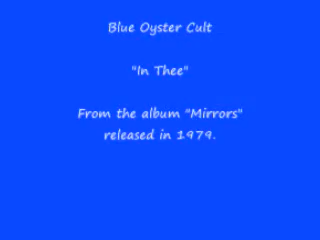 Blue Oyster Cult
"In Thee"
From the album "Mirrors"
released in 1979.